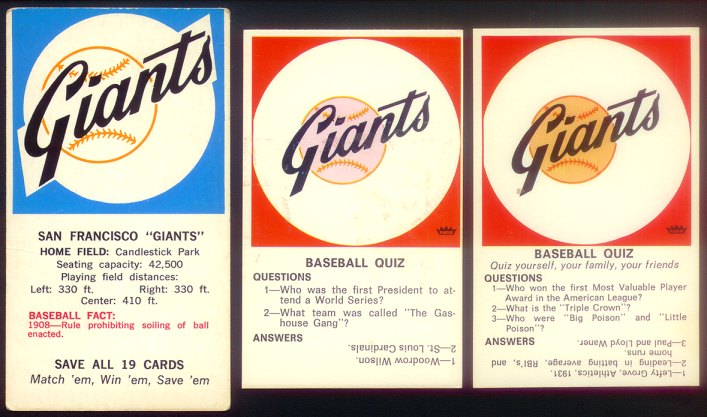 Giants
SAN FRANCISCO "GIANTS"
HOME FIELD: Candlestick Park
Seating capacity: 42,500
Playing field distances:
Left: 330 ft. Right: 330 ft.
Center: 410 ft.
BASEBALL FACT:
1908—Rule prohibiting soiling of ball
enacted.
SAVE ALL 19 CARDS
Match 'em, Win 'em, Save 'em
Giants
BASEBALL QUIZ
QUESTIONS
1—Who was the first President to at-
tend a World Series?
2—What team was called "The Gas-
house Gang"?
ANSWERS
1—Woodrow Wilson.
2—St. Louis Cardinals.
Giants
BASEBALL QUIZ
Quiz yourself, your family, your friends
QUESTIONS
1—Who won the first Most Valuable Player
Award in the American League?
2—What is the "Triple Crown"?
3—Who were "Big Poison" and "Little
Poison"?
ANSWERS
1—Lefty Grove, Athletics, 1931.
2—Leading in batting average, RBI's, and
home runs.
3—Paul and Lloyd Waner.